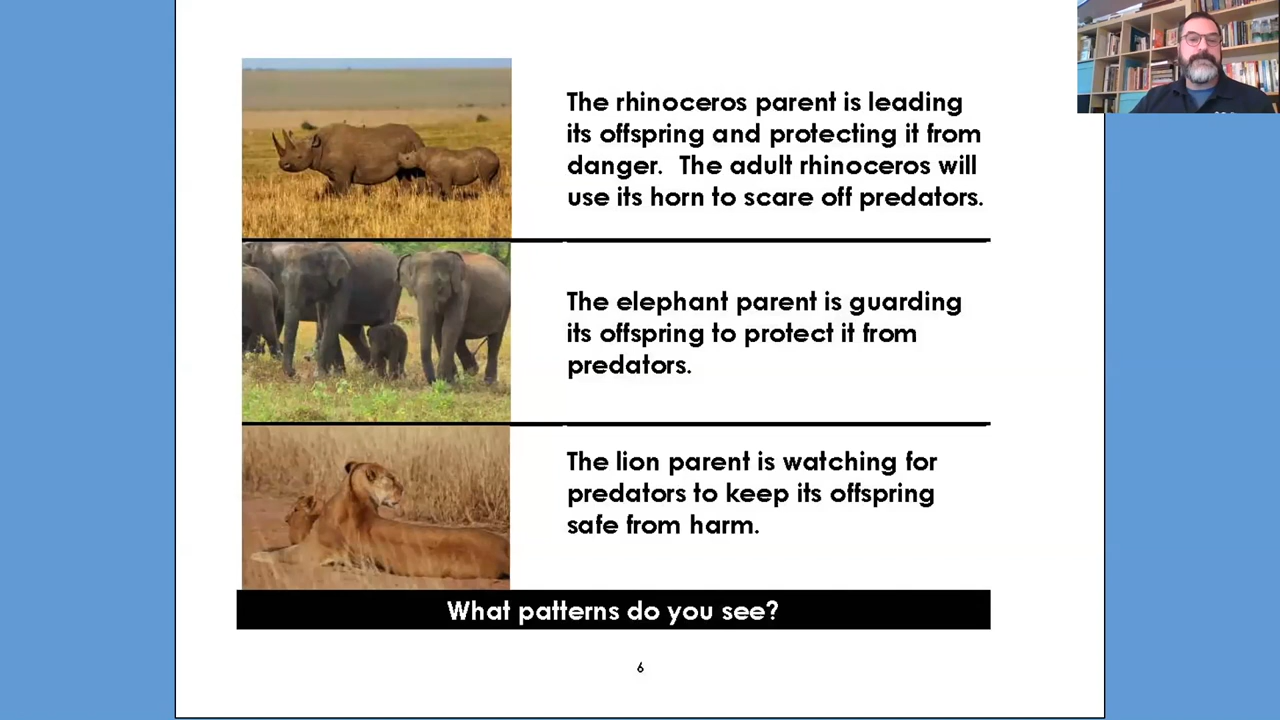 The rhinoceros parent is leading
its offspring and protecting it from
danger.  The adult rhinoceros will
use its horn to scare off predators.
The elephant parent is guarding
its offspring to protect it from
predators.
The lion parent is watching for
predators to keep its offspring
safe from harm.
What patterns do you see?
6